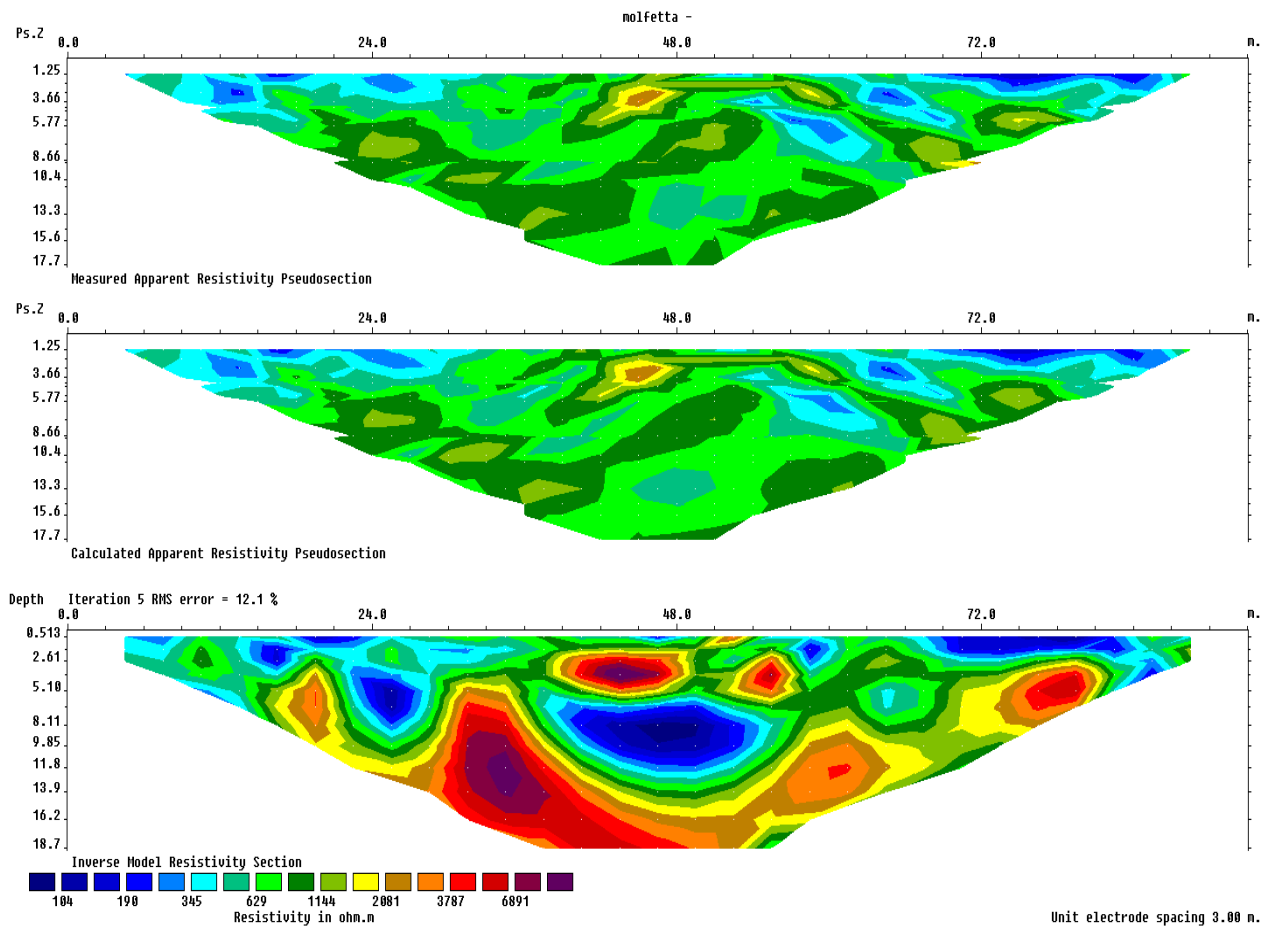 molfetta -
Ps.Z
0.0 24.0 48.0 72.0 m.
1.25
3.66
5.77
8.66
10.4
13.3
15.6
17.7
Measured Apparent Resistivity Pseudosection
Ps.Z
0.0 24.0 48.0 72.0 m.
1.25
3.66
5.77
8.66
10.4
13.3
15.6
17.7
Calculated Apparent Resistivity Pseudosection
Depth Iteration 5 RMS error = 12.1 %
0.0 24.0 48.0 72.0 m.
0.513
2.61
5.10
8.11
9.85
11.8
13.9
16.2
18.7
Inverse Model Resistivity Section
104 190 345 629 1144 2081 3787 6891
Resistivity in ohm.m
Unit electrode spacing 3.00 m.